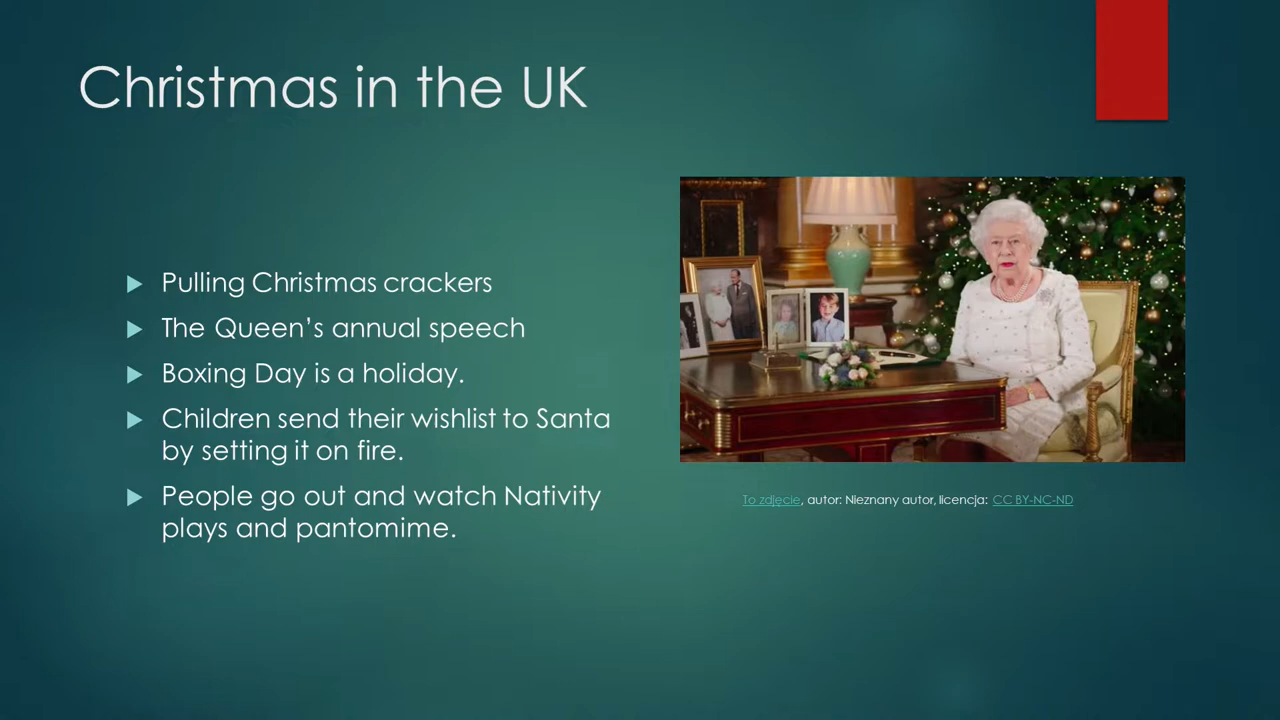 Christmas in the UK
Pulling Christmas crackers
The Queen's annual speech
Boxing Day is a holiday.
Children send their wishlist to Santa
by setting it on fire.
People go out and watch Nativity
plays and pantomime.
To zdjęcie, autor: Nieznany autor, licencja: CC BY-NC-ND